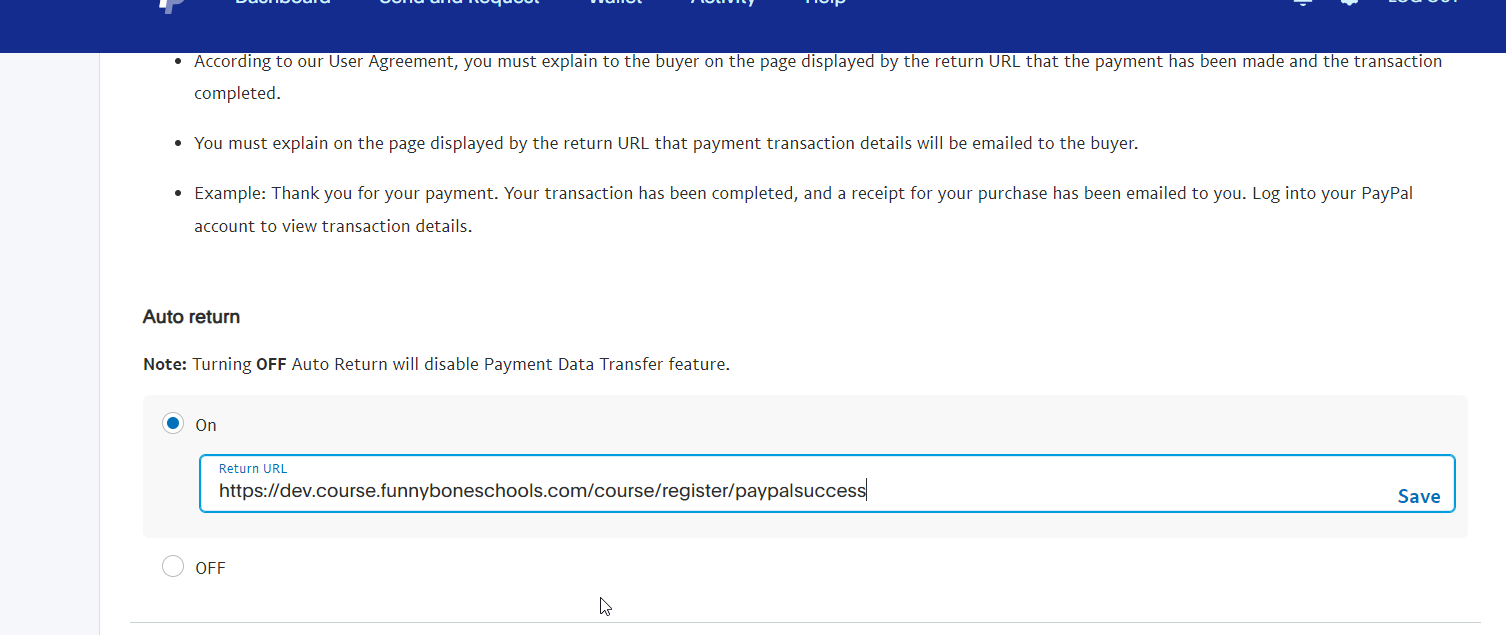 Dashboard Send and Request Wallet Activity Help LOG OUT
According to our User Agreement, you must explain to the buyer on the page displayed by the return URL that the payment has been made and the transaction
completed.
You must explain on the page displayed by the return URL that payment transaction details will be emailed to the buyer.
Example: Thank you for your payment. Your transaction has been completed, and a receipt for your purchase has been emailed to you. Log into your PayPal
account to view transaction details.
Auto return
Note: Turning OFF Auto Return will disable Payment Data Transfer feature.
On
Return URL
https://dev.course.funnyboneschools.com/course/register/paypalsuccess
Save
OFF